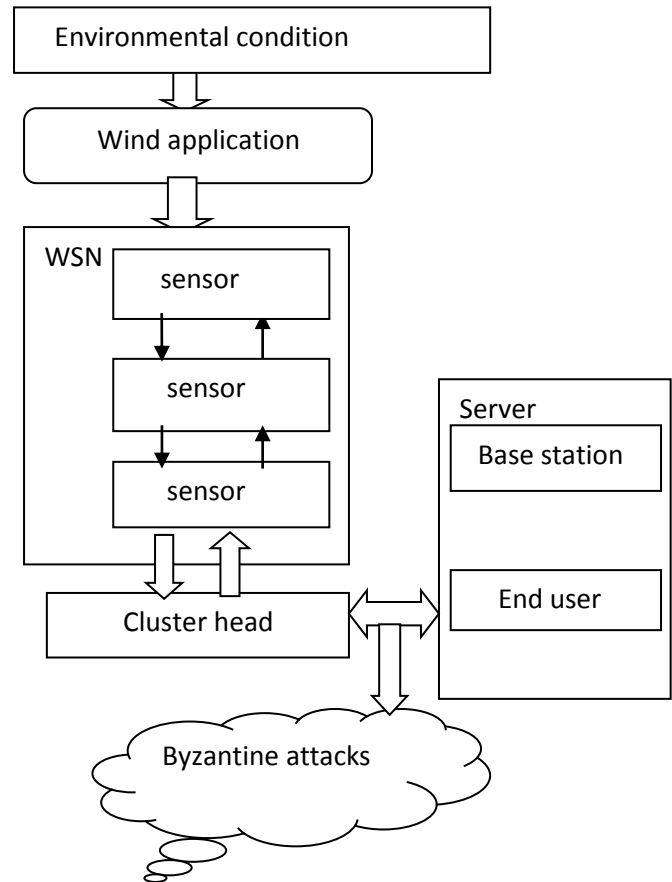 Environmental condition
Wind application
WSN
sensor
sensor
sensor
Server
Base station
End user
Cluster head
Byzantine attacks